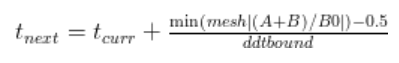 t_{next} = t_{curr} + \frac{\min(mesh|(A+B)/B0|)-0.5}{ddtbound}